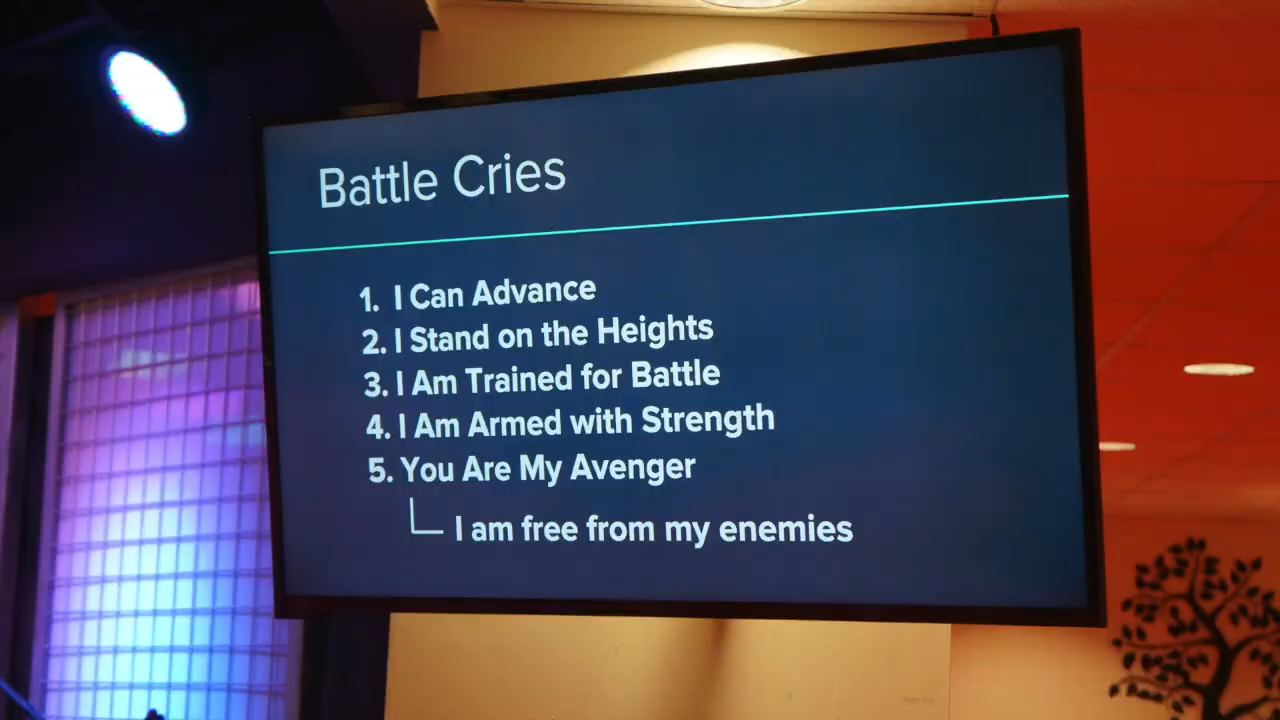 Battle Cries
1. I Can Advance
2. I Stand on the Heights
3. I Am Trained for Battle
4. I Am Armed with Strength
5. You Are My Avenger
I am free from my enemies